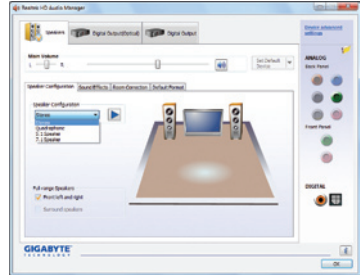 Realtek HD Audio Manager
Speakers
Digital Output(Optical)
Digital Output
Device advanced
settings
Main Volume
L
R
Set Default
Device
ANALOG
Back Panel
Speaker Configuration
Sound Effects
Room Correction
Default Format
Speaker Configuration
Stereo
Stereo
Quadraphonic
5.1 Speaker
7.1 Speaker
Front Panel
Full-range Speakers
Front left and right
Surround speakers
DIGITAL
GIGABYTE
TECHNOLOGY
OK